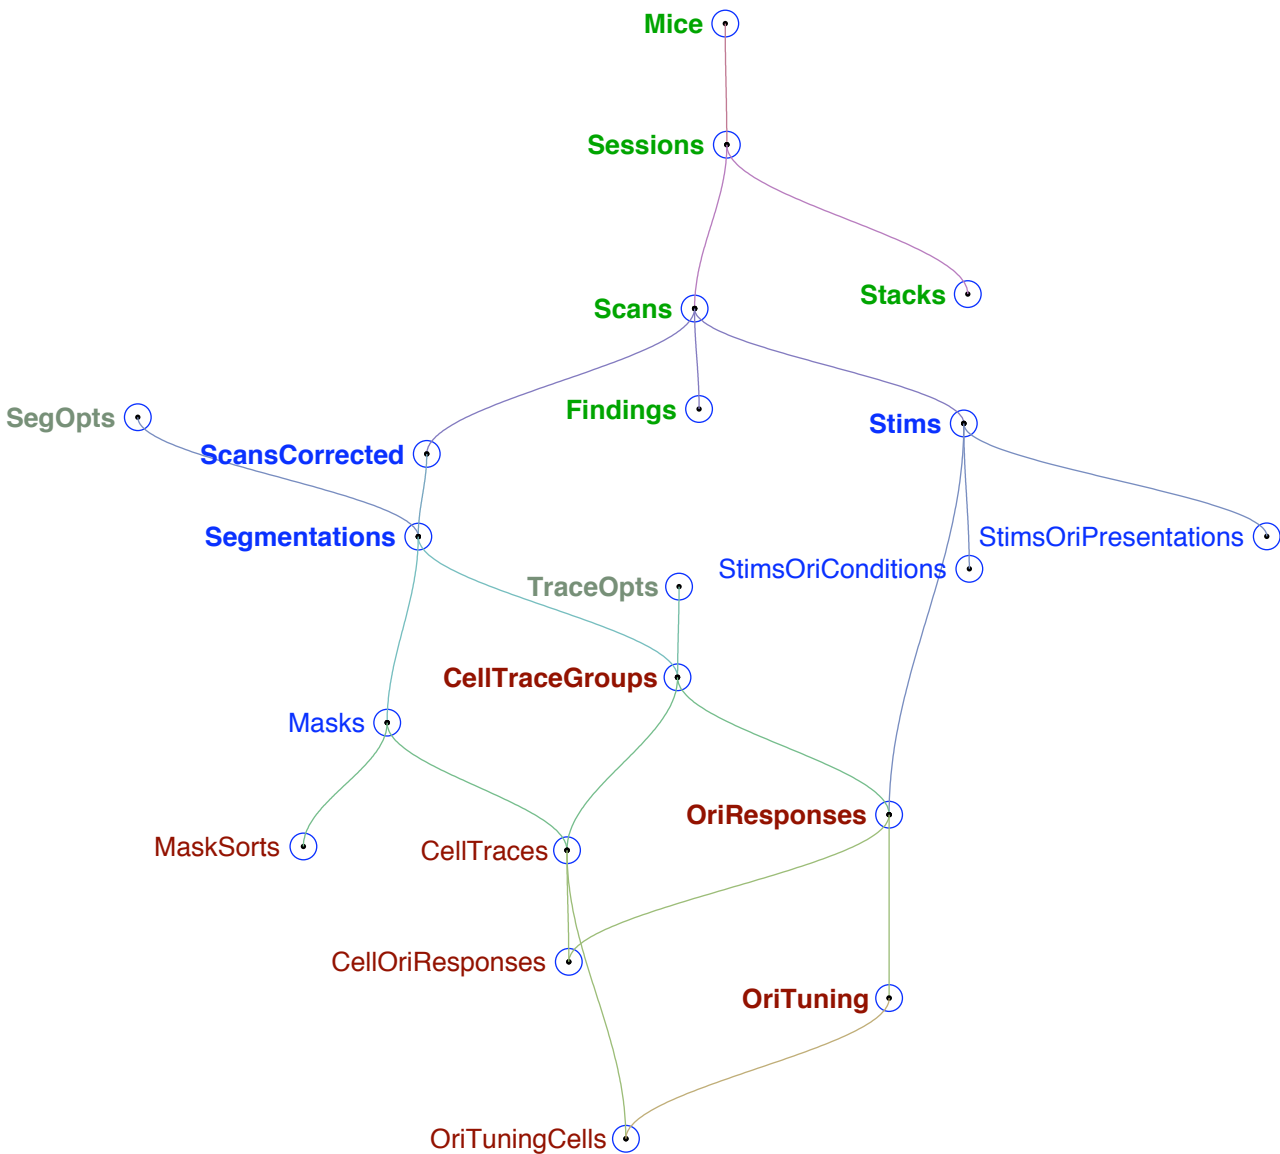 Mice
Sessions
Stacks
Scans
Findings
SegOpts
Stims
ScansCorrected
Segmentations
StimsOriPresentations
StimsOriConditions
TraceOpts
CellTraceGroups
Masks
OriResponses
MaskSorts
CellTraces
CellOriResponses
OriTuning
OriTuningCells